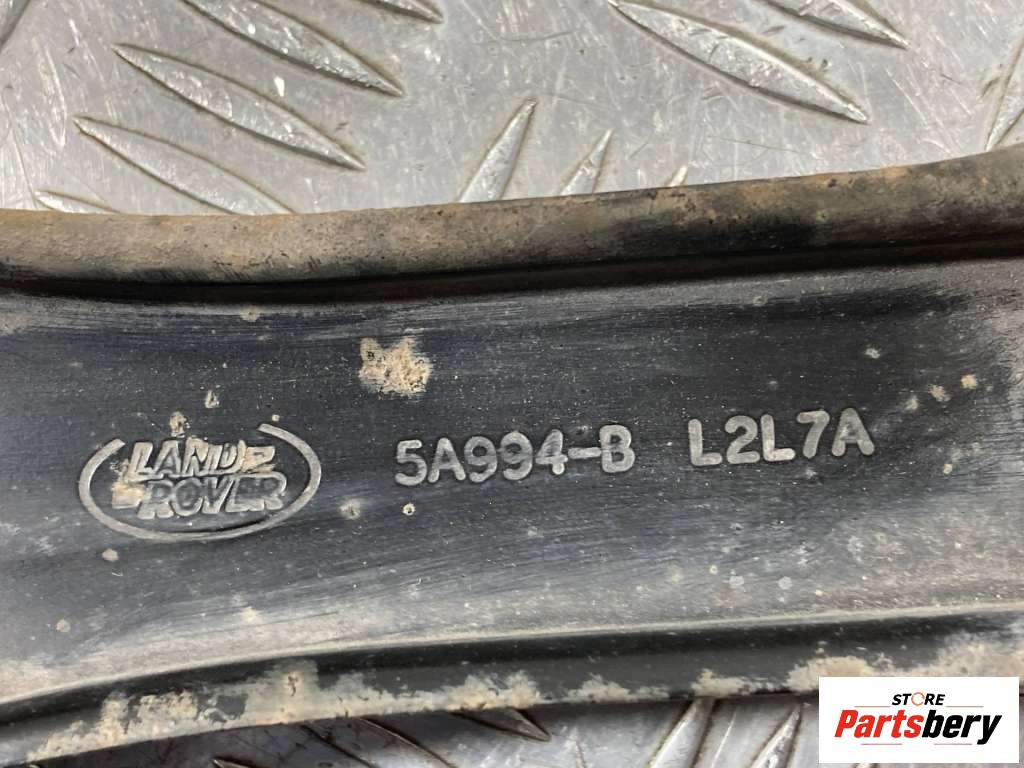 LAND
ROVER
5A994-B L2L7A
STORE
Partsbery